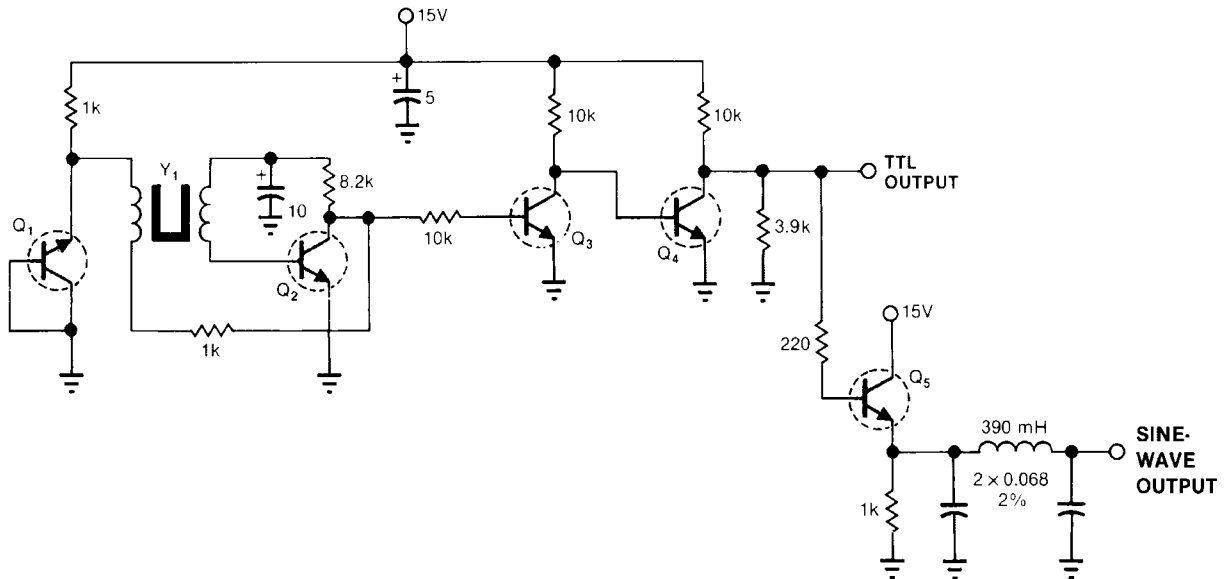 15V
+
5
1k
10k
10k
Y1
+
10
8.2k
Q1
Q2
10k
Q3
Q4
3.9k
TTL
OUTPUT
1k
220
15V
Q5
390 mH
2 × 0.068
2%
1k
SINE-
WAVE
OUTPUT